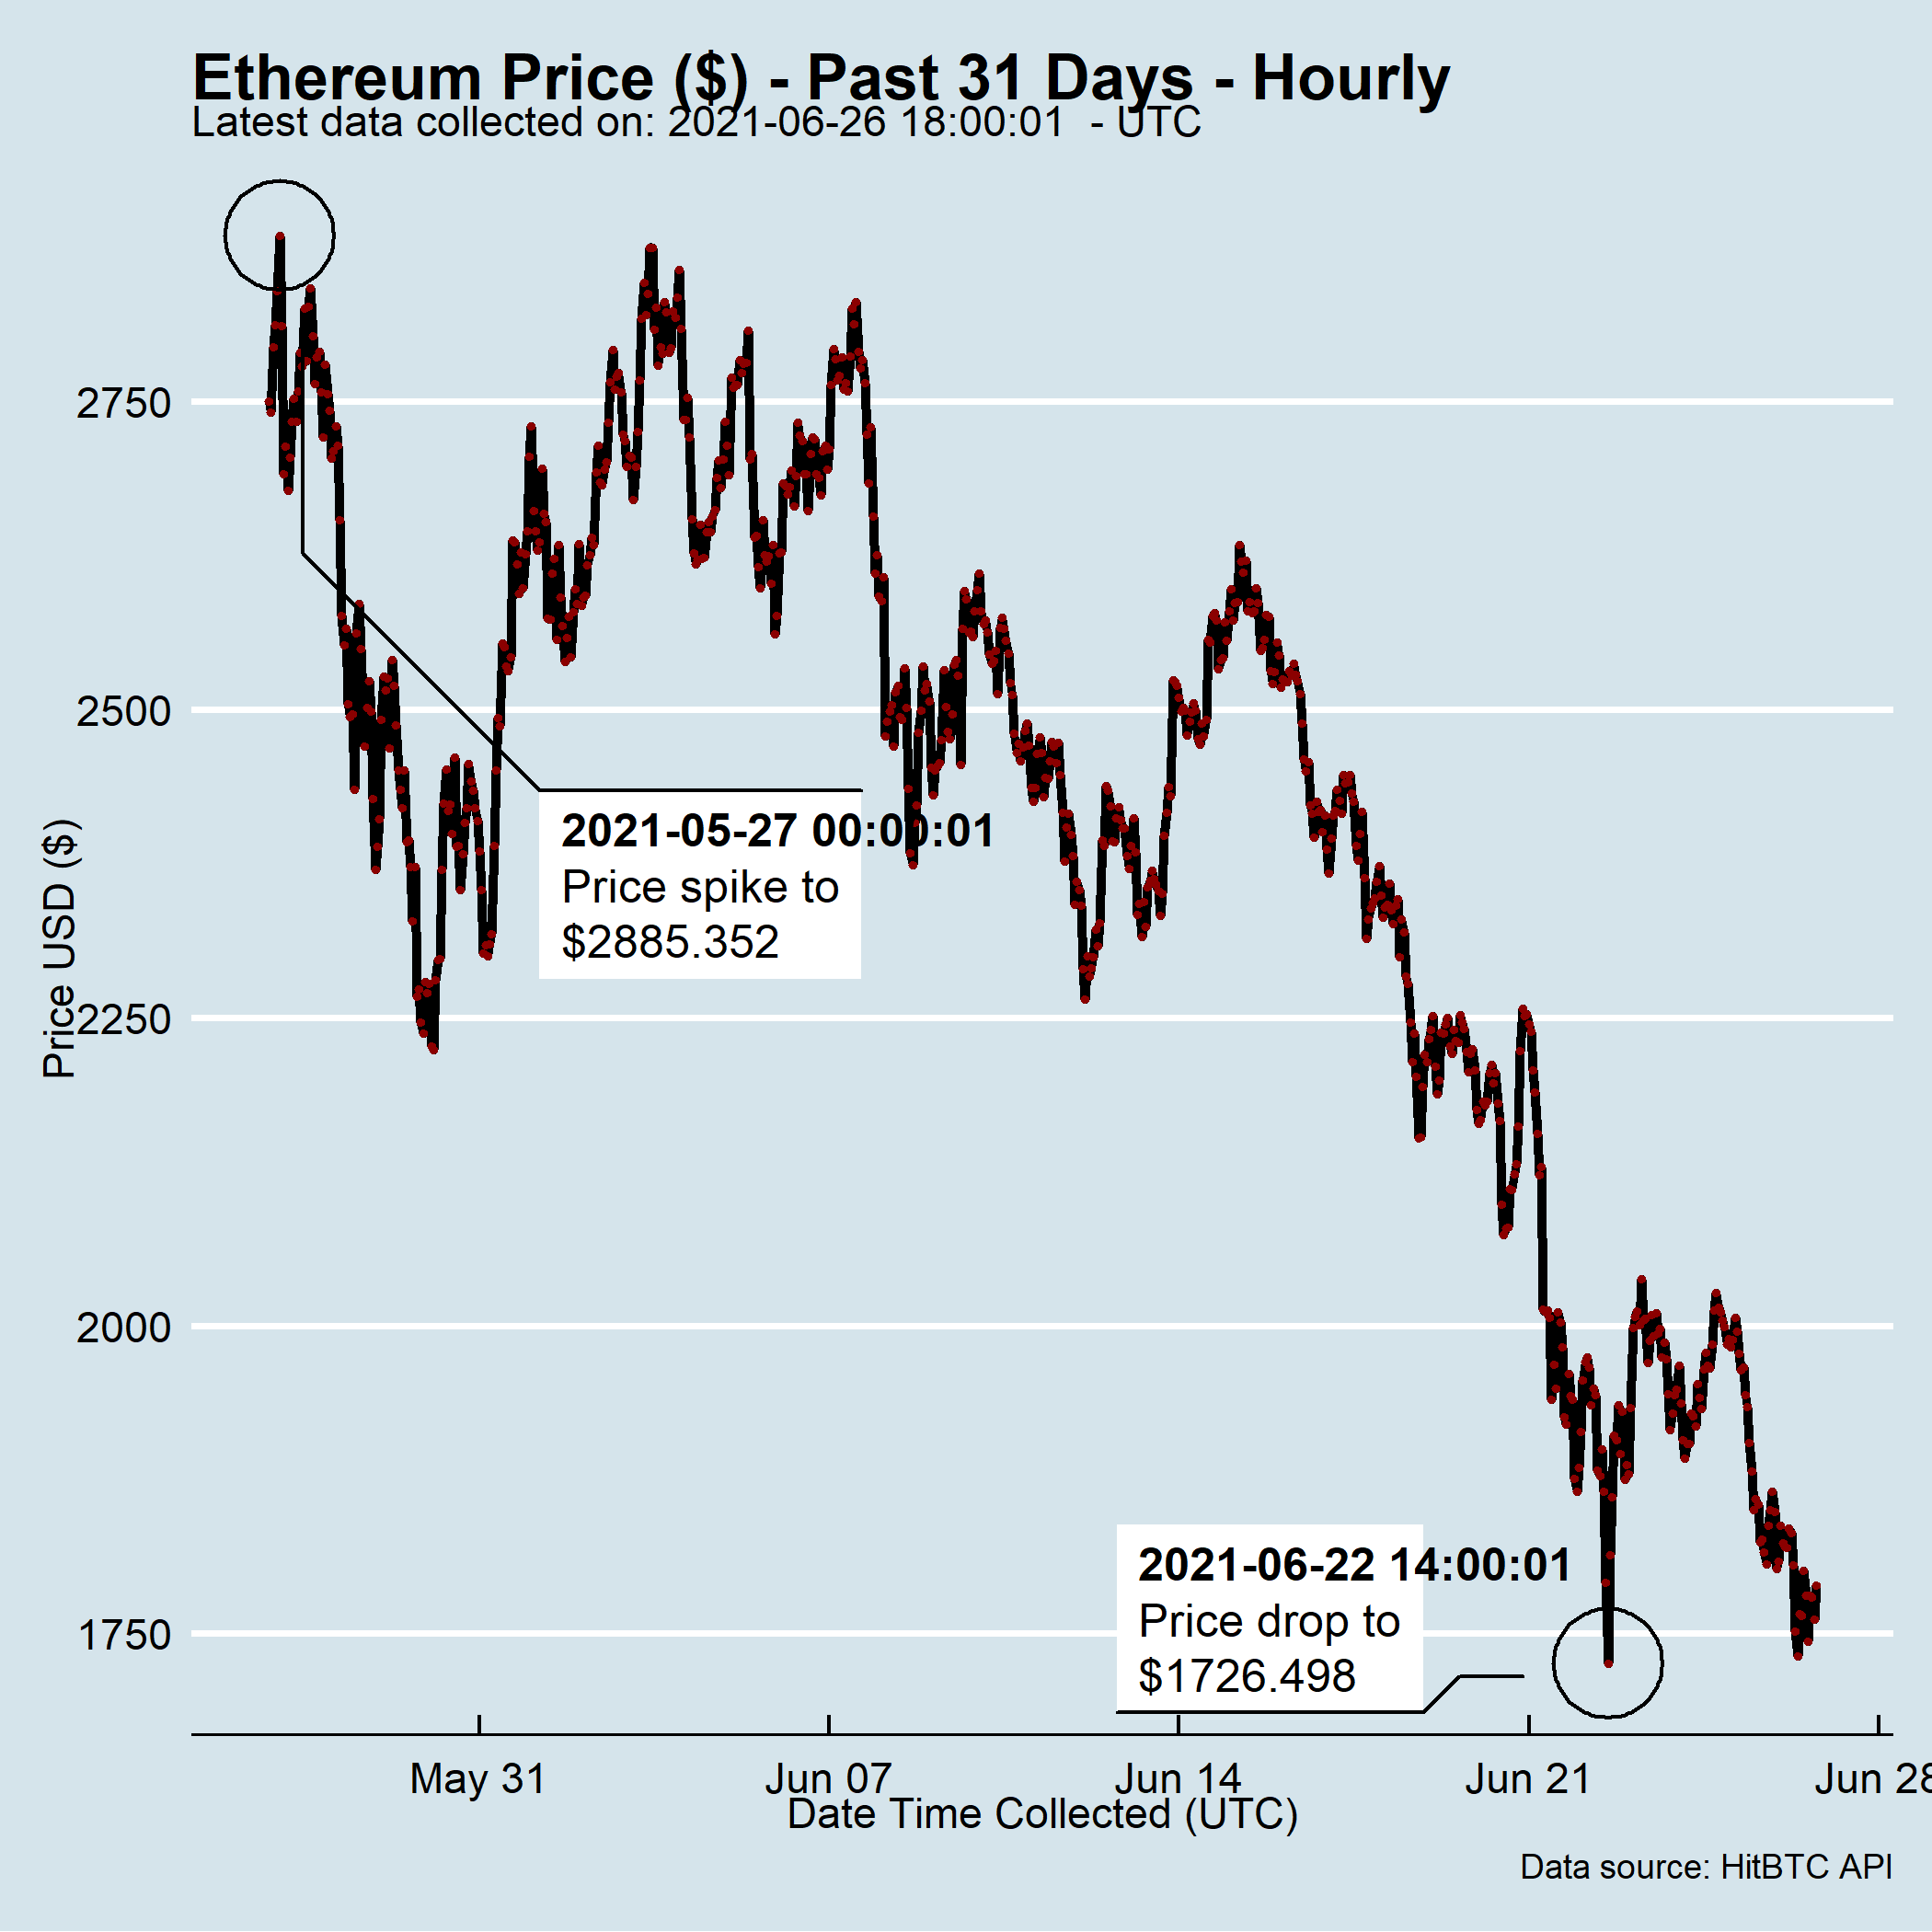 Ethereum Price ($) - Past 31 Days - Hourly
Latest data collected on: 2021-06-26 18:00:01  - UTC
Price USD ($)
2750
2500
2250
2000
1750
2021-05-27 00:00:01
Price spike to
$2885.352
2021-06-22 14:00:01
Price drop to
$1726.498
May 31
Jun 07
Jun 14
Jun 21
Jun 28
Date Time Collected (UTC)
Data source: HitBTC API